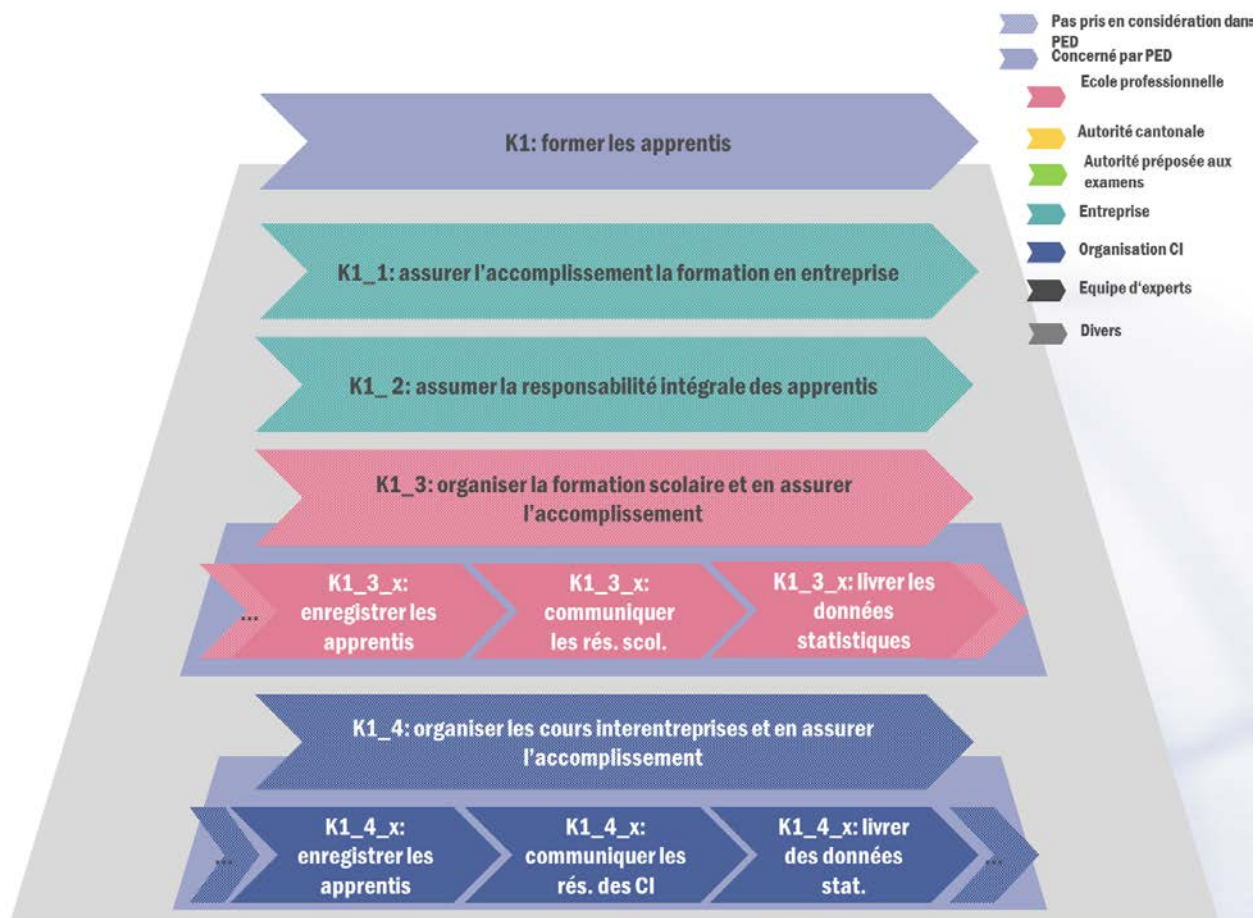 Pas pris en considération dans
PED
Concerné par PED
Ecole professionnelle
Autorité cantonale
Autorité préposée aux
examens
Entreprise
Organisation CI
Equipe d'experts
Divers
K1: former les apprentis
K1_1: assurer l'accomplissement la formation en entreprise
K1_ 2: assumer la responsabilité intégrale des apprentis
K1_3: organiser la formation scolaire et en assurer
l'accomplissement
...
K1_3_x:
enregistrer les
apprentis
K1_3_x:
communiquer
les rés. scol.
K1_3_x: livrer les
données
statistiques
K1_4: organiser les cours interentreprises et en assurer
l'accomplissement
...
K1_4_x:
enregistrer les
apprentis
K1_4_x:
communiquer les
rés. des CI
K1_4_x: livrer
des données
stat.
...